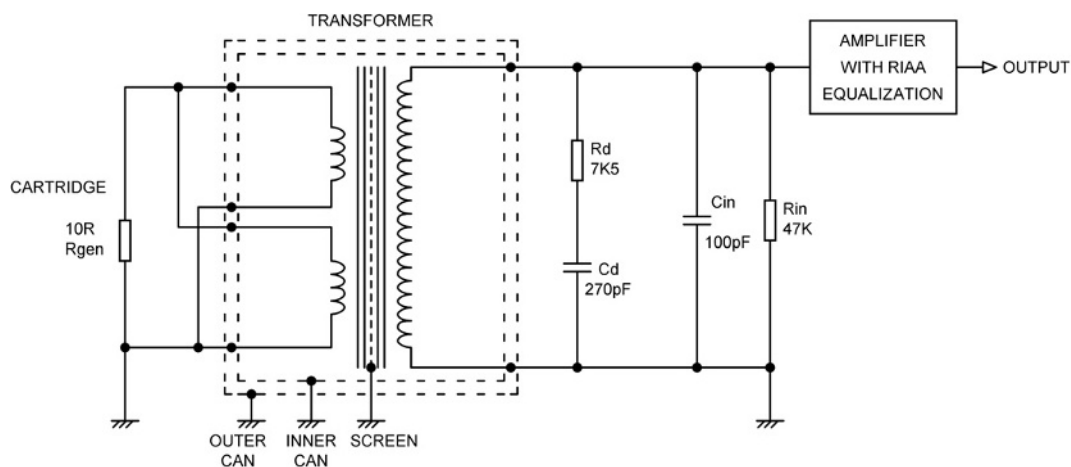 TRANSFORMER
AMPLIFIER
WITH RIAA
EQUALIZATION
OUTPUT
CARTRIDGE
10R
Rgen
Rd
7K5
Cd
270pF
Cin
100pF
Rin
47K
OUTER
CAN
INNER
CAN
SCREEN